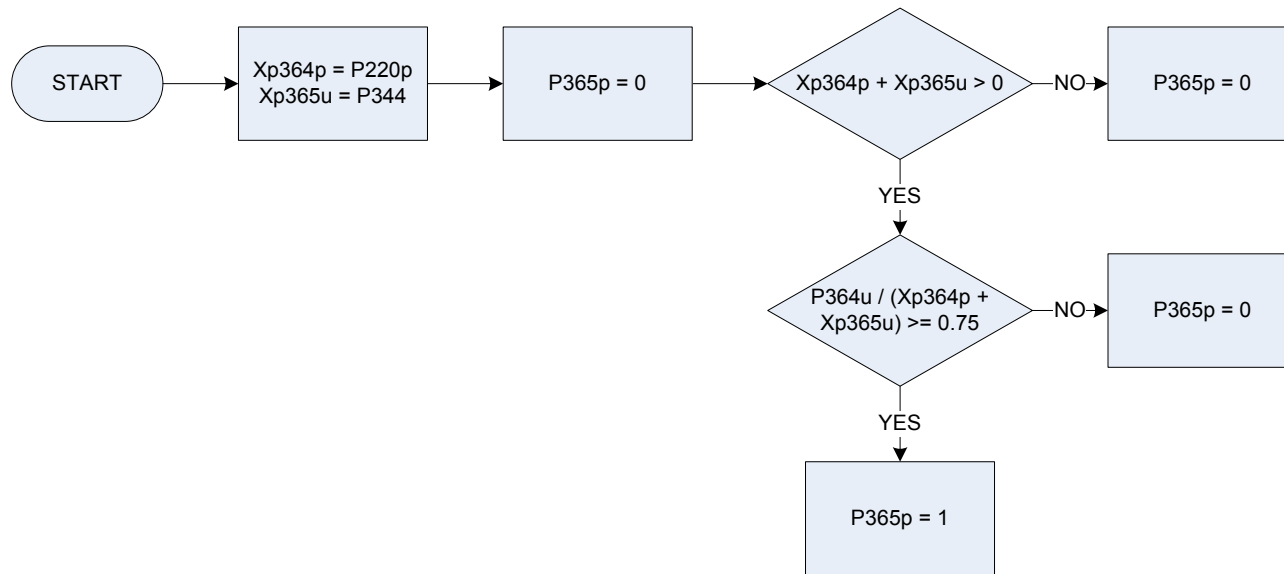 START
Xp364p = P220p
Xp365u = P344
P365p = 0
Xp364p + Xp365u > 0
NO
P365p = 0
YES
P364u / (Xp364p +
Xp365u) >= 0.75
NO
P365p = 0
YES
P365p = 1